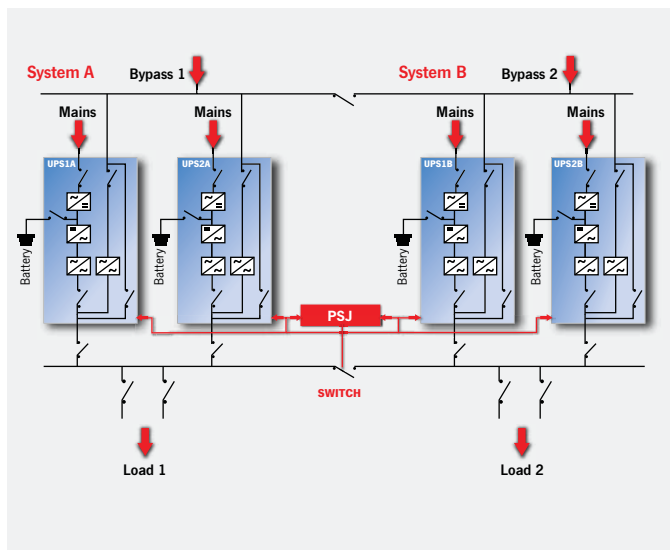 System A
Bypass 1
System B
Bypass 2
Mains
Mains
Mains
Mains
UPS1A
UPS2A
UPS1B
UPS2B
Battery
Battery
Battery
Battery
PSJ
SWITCH
Load 1
Load 2